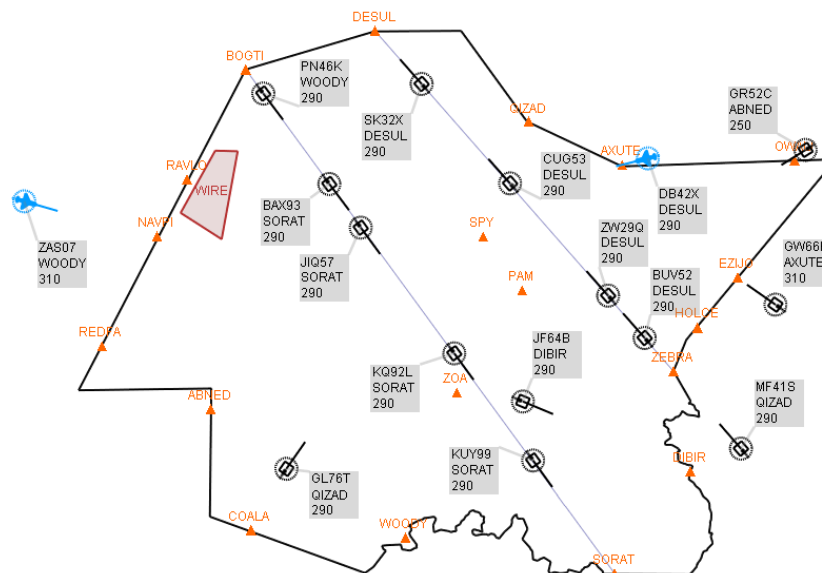 DESUL
BOGTI
PN46K
WOODY
290
SK32X
DESUL
290
QIZAD
GR52C
ABNED
250
CUG53
DESUL
290
AXUTE
RAVLO
WIRE
DB42X
DESUL
290
BAX93
SORAT
290
ZAS07
WOODY
310
NAVPI
JIQ57
SORAT
290
SPY
ZW29Q
DESUL
290
GW66
AXUTE
310
EZIJO
PAM
BUV52
DESUL
290
HOLCE
REDFA
KQ92L
SORAT
290
JF64B
DIBIR
290
ZOA
ZEBRA
ABNED
MF41S
QIZAD
290
GL76T
QIZAD
290
KUY99
SORAT
290
DIBIR
COALA
WOODY
SORAT